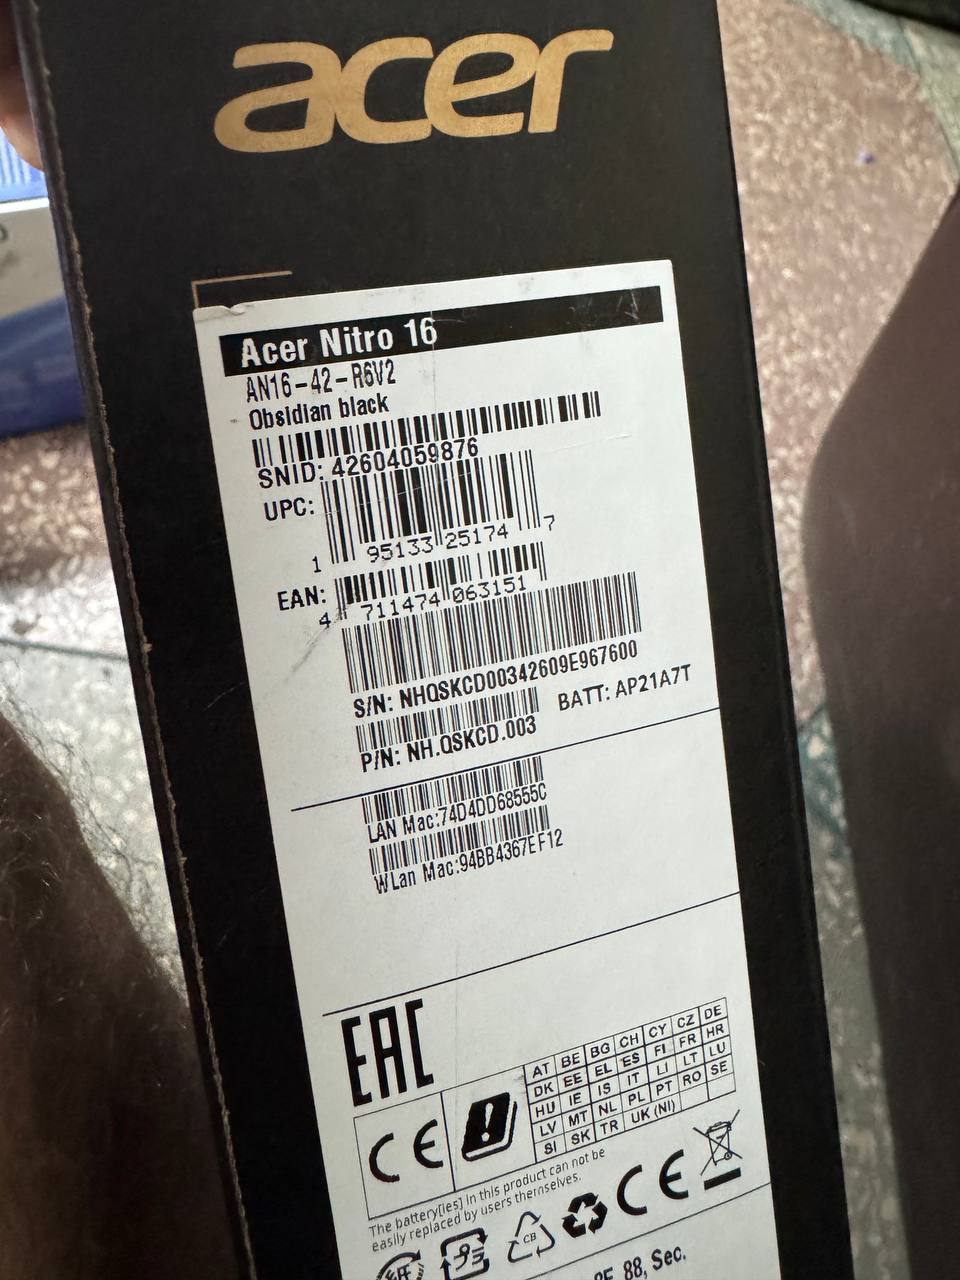 acer
Acer Nitro 16
AN16-42-R6V2
Obsidian black
SNID: 42604059876
UPC:
1 95133 25174 7
EAN:
4 711474 063151
S/N: NHQSKCD00342609E967600
P/N: NH.QSKCD.003 BATT: AP21A7T
LAN Mac:74D4DD68555C
WLan Mac:94BB4367EF12
EAC
CE
AT BE BG CH CY CZ DE
DK EE EL ES FI FR HR
HU IE IS IT LI LT LU
LV MT NL PL PT RO SE
SI SK TR UK (NI)
The battery[ies] in this product can not be
easily replaced by users themselves.
CB
CE
88, Sec.